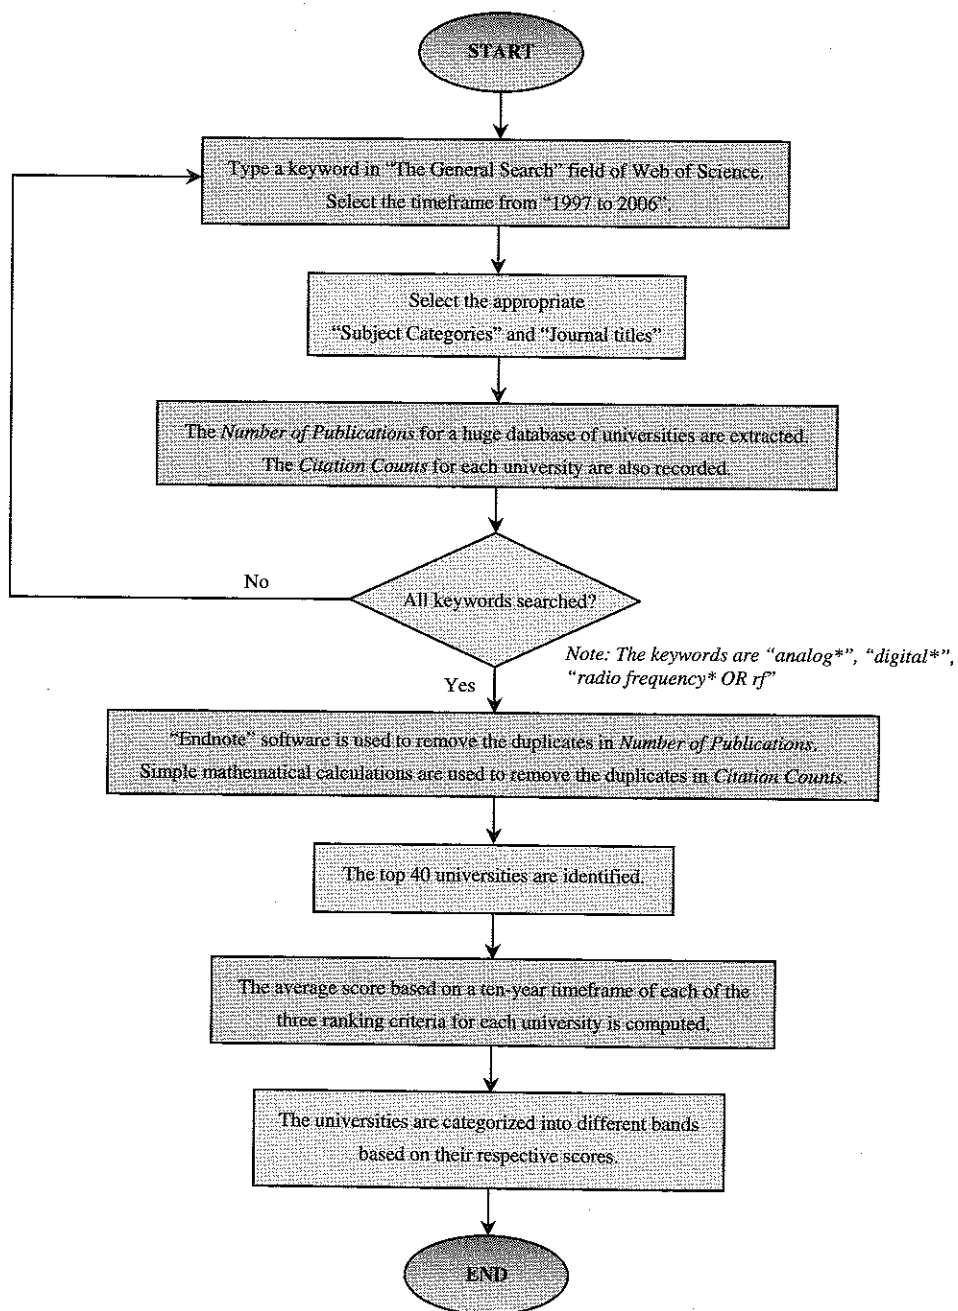 START
Type a keyword in "The General Search" field of Web of Science.
Select the timeframe from "1997 to 2006".
Select the appropriate
"Subject Categories" and "Journal titles"
The Number of Publications for a huge database of universities are extracted.
The Citation Counts for each university are also recorded.
No
All keywords searched?
Note: The keywords are "analog*", "digital*",
"radio frequency* OR rf"
Yes
"Endnote" software is used to remove the duplicates in Number of Publications.
Simple mathematical calculations are used to remove the duplicates in Citation Counts.
The top 40 universities are identified.
The average score based on a ten-year timeframe of each of the
three ranking criteria for each university is computed.
The universities are categorized into different bands
based on their respective scores.
END